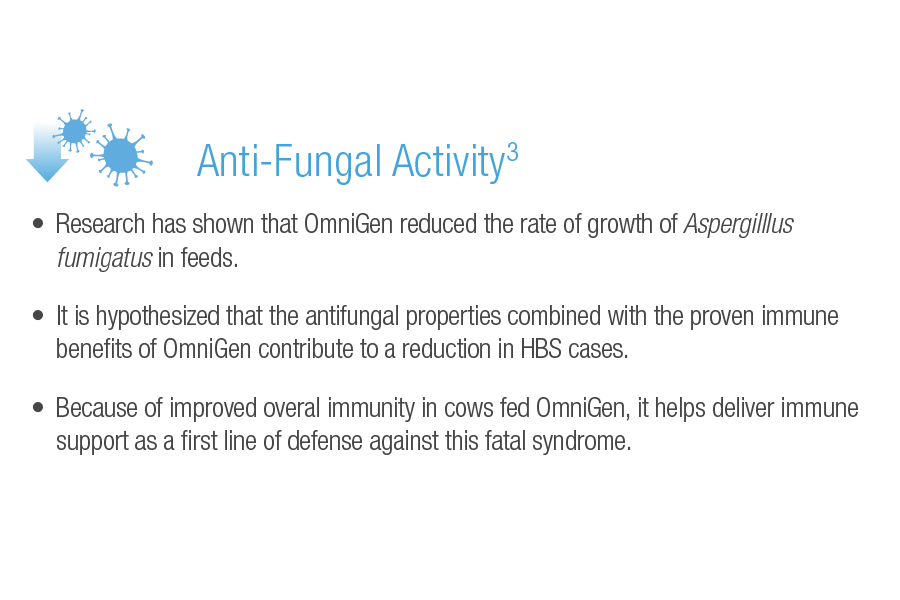 Anti-Fungal Activity³
• Research has shown that OmniGen reduced the rate of growth of Aspergilllus
fumigatus in feeds.
• It is hypothesized that the antifungal properties combined with the proven immune
benefits of OmniGen contribute to a reduction in HBS cases.
• Because of improved overal immunity in cows fed OmniGen, it helps deliver immune
support as a first line of defense against this fatal syndrome.